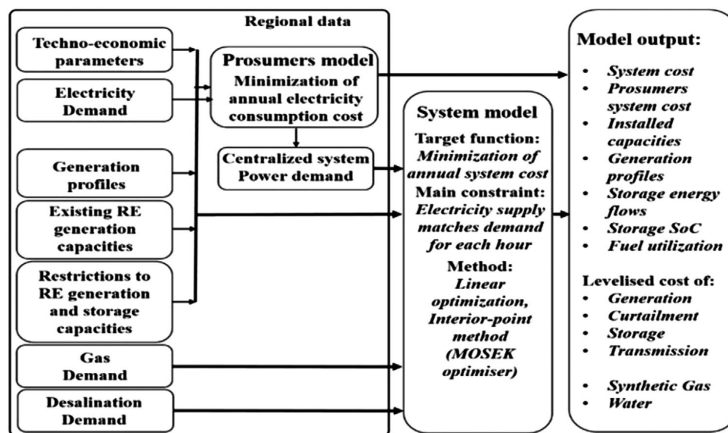 Regional data
Techno-economic
parameters
Electricity
Demand
Generation
profiles
Existing RE
generation
capacities
Restrictions to
RE generation
and storage
capacities
Gas
Demand
Desalination
Demand
Prosumers model
Minimization of
annual electricity
consumption cost
Centralized system
Power demand
System model
Target function:
Minimization of
annual system cost
Main constraint:
Electricity supply
matches demand
for each hour
Method:
Linear
optimization,
Interior-point
method
(MOSEK
optimiser)
Model output:
• System cost
• Prosumers
system cost
• Installed
capacities
• Generation
profiles
• Storage energy
flows
• Storage SoC
• Fuel utilization
Levelised cost of:
• Generation
• Curtailment
• Storage
• Transmission
• Synthetic Gas
• Water